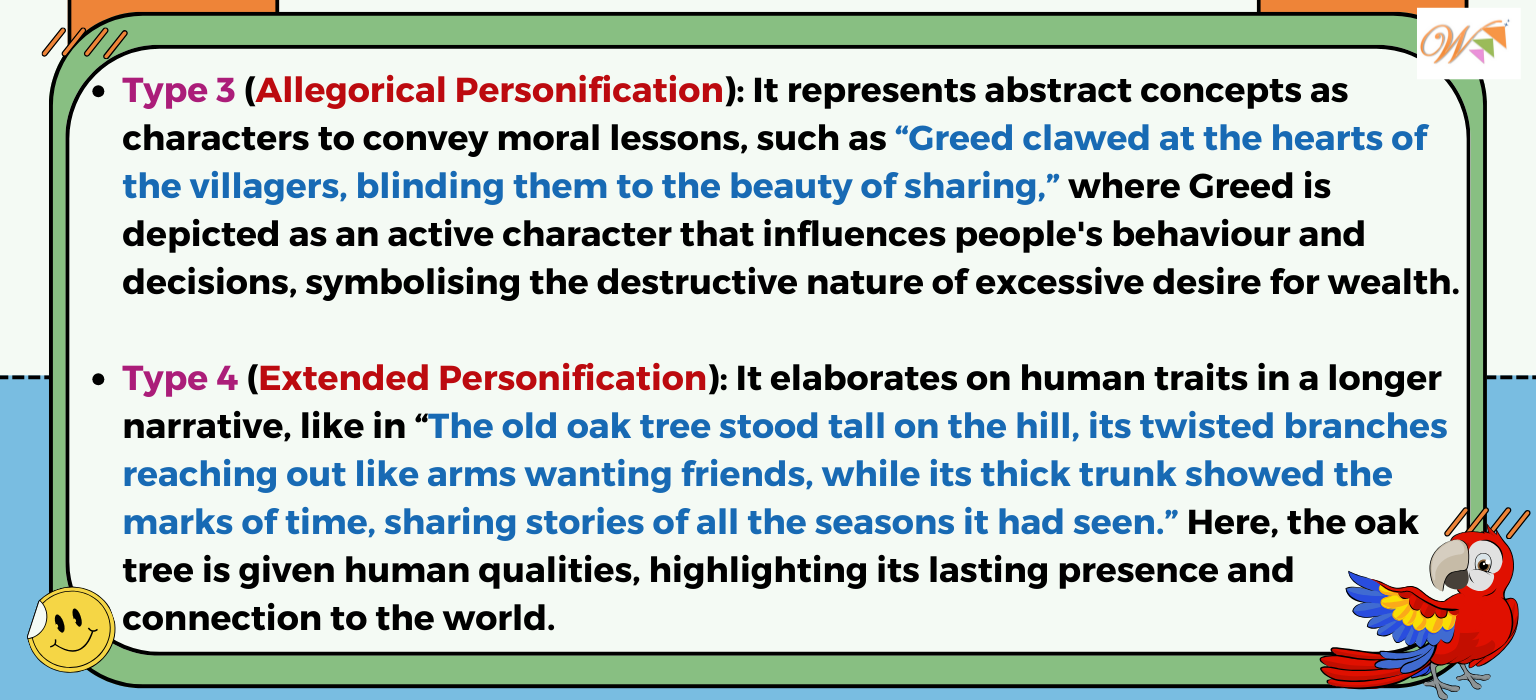 • Type 3 (Allegorical Personification): It represents abstract concepts as
characters to convey moral lessons, such as “Greed clawed at the hearts of
the villagers, blinding them to the beauty of sharing,” where Greed is
depicted as an active character that influences people's behaviour and
decisions, symbolising the destructive nature of excessive desire for wealth.
• Type 4 (Extended Personification): It elaborates on human traits in a longer
narrative, like in “The old oak tree stood tall on the hill, its twisted branches
reaching out like arms wanting friends, while its thick trunk showed the
marks of time, sharing stories of all the seasons it had seen.” Here, the oak
tree is given human qualities, highlighting its lasting presence and
connection to the world.
W